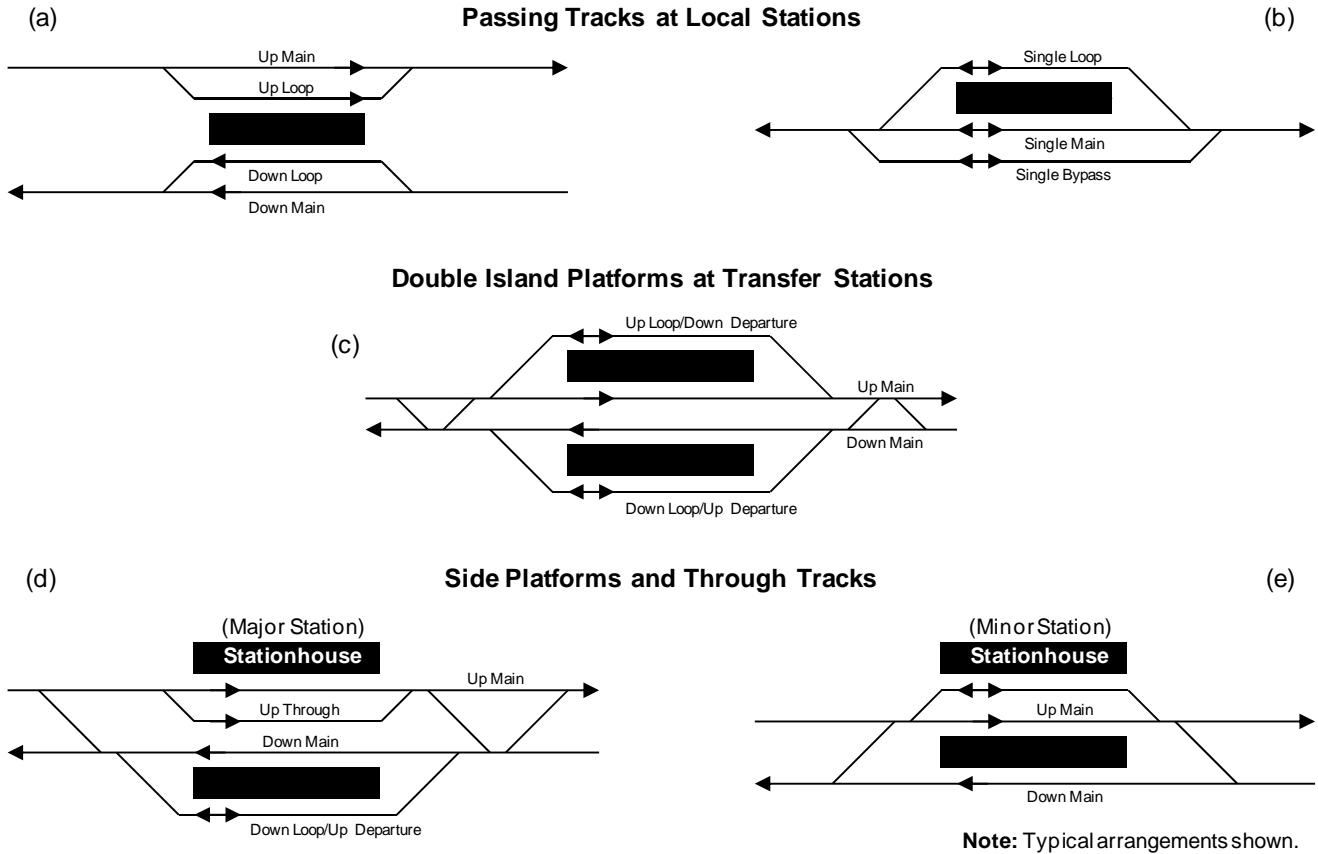 (a)
Passing Tracks at Local Stations
(b)
Up Main
Up Loop
Down Loop
Down Main
Single Loop
Single Main
Single Bypass
Double Island Platforms at Transfer Stations
(c)
Up Loop/Down Departure
Up Main
Down Main
Down Loop/Up Departure
(d)
Side Platforms and Through Tracks
(e)
(Major Station)
Stationhouse
Up Main
Up Through
Down Main
Down Loop/Up Departure
(Minor Station)
Stationhouse
Up Main
Down Main
Note: Typical arrangements shown.